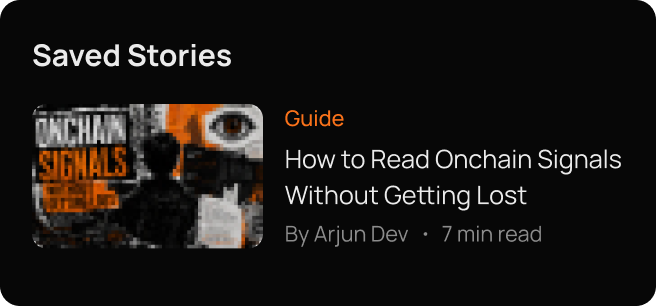 Saved Stories
ONCHAIN
SIGNALS
Guide
How to Read Onchain Signals
Without Getting Lost
By Arjun Dev • 7 min read